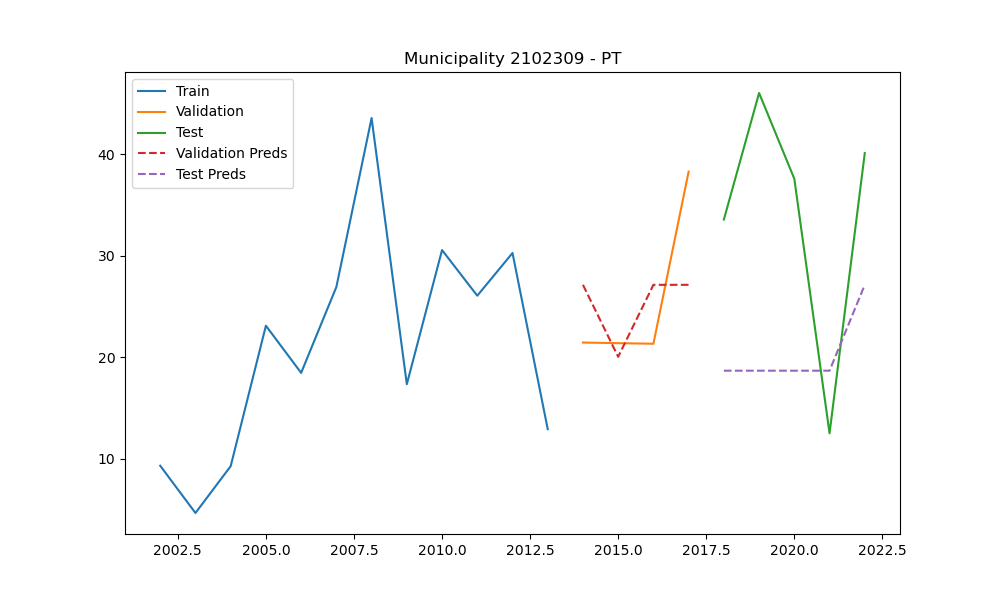 Municipality 2102309 - PT
Train
Validation
Test
Validation Preds
Test Preds
40
30
20
10
2002.5 2005.0 2007.5 2010.0 2012.5 2015.0 2017.5 2020.0 2022.5